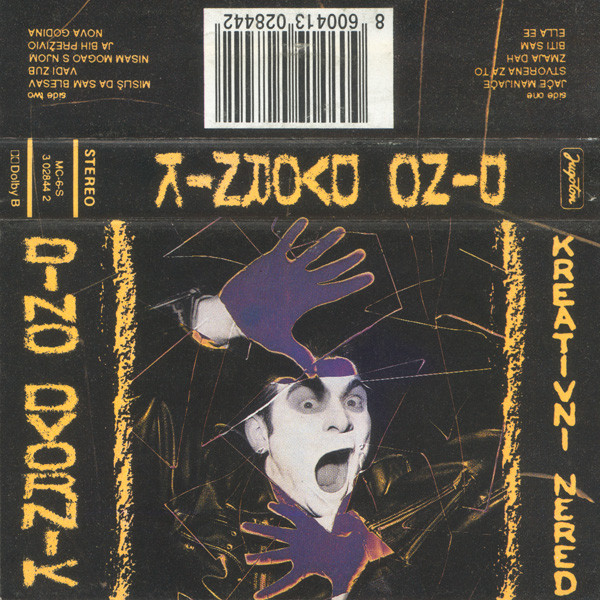 side one
JAČE MANIJAČE
STVORENA ZA TO
ZMAJA DAH
BITI SAM
ELLA EE
side two
MISLIŠ DA SAM BLESAV
VADI ZUB
NISAM MOGAO S NJOM
JA BIH PREŽIVIO
NOVA GODINA
8 600413 028442
Jugoton
DINO DVORNIK
STEREO
MC-6-S
3 02844 2
Dolby B
DINO DVORNIK
KREATIVNI NERED